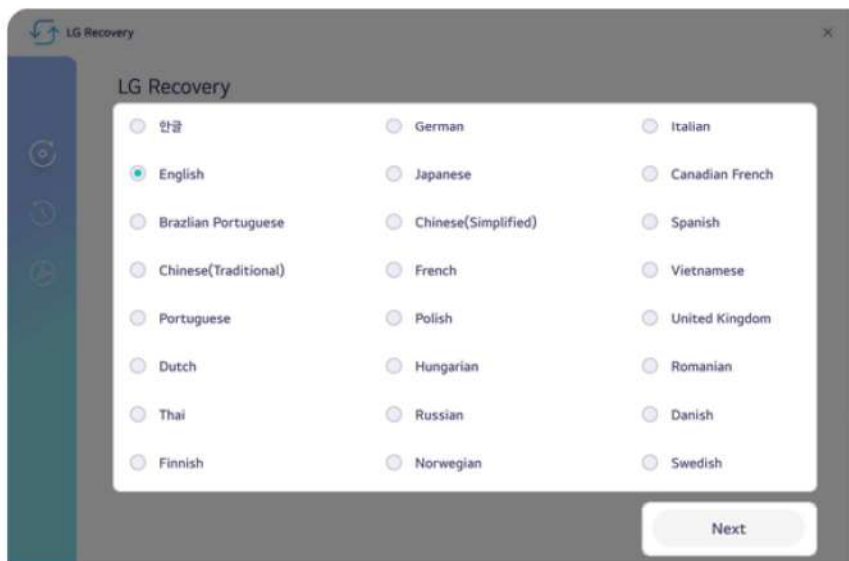 LG Recovery
LG Recovery
한글 German Italian
English Japanese Canadian French
Brazlian Portuguese Chinese(Simplified) Spanish
Chinese(Traditional) French Vietnamese
Portuguese Polish United Kingdom
Dutch Hungarian Romanian
Thai Russian Danish
Finnish Norwegian Swedish
Next